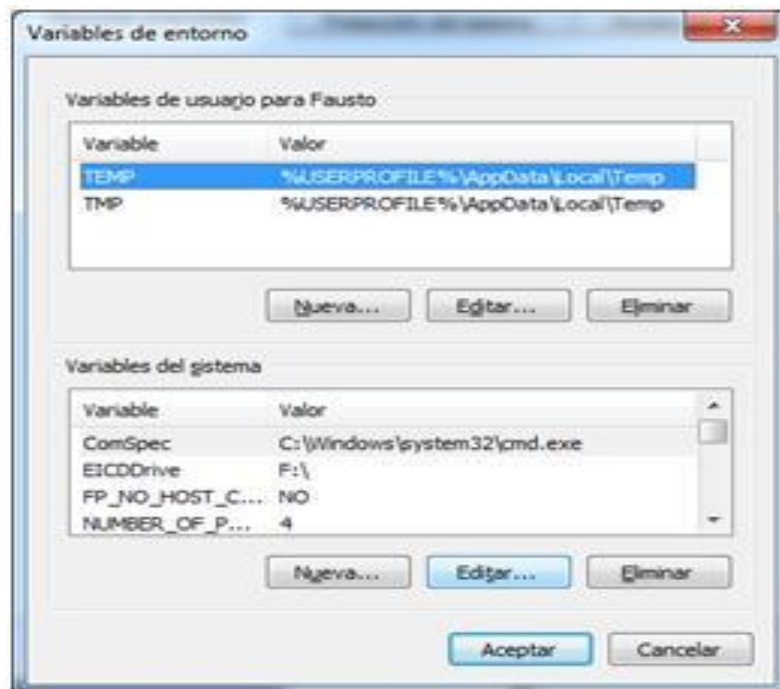 Variables de entorno
Variables de usuario para Fausto
Variable Valor
TEMP %USERPROFILE%\AppData\Local\Temp
TMP %USERPROFILE%\AppData\Local\Temp
Nueva... Editar... Eliminar
Variables del sistema
Variable Valor
ComSpec C:\Windows\system32\cmd.exe
EICDDrive F:\
FP_NO_HOST_C... NO
NUMBER_OF_P... 4
Nueva... Editar... Eliminar
Aceptar Cancelar